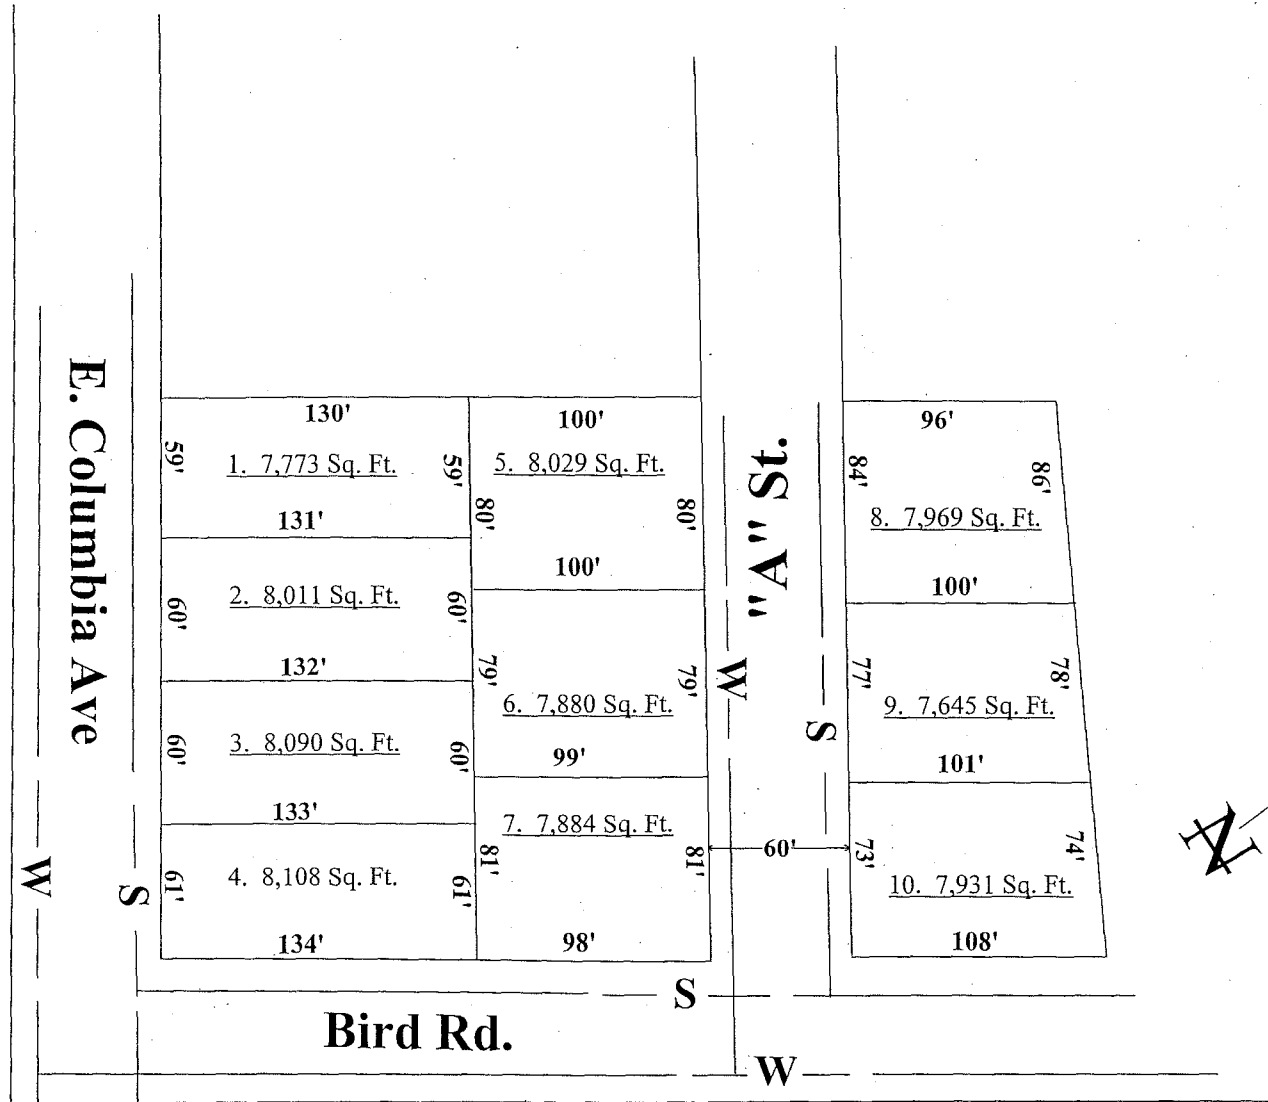 E. Columbia Ave
W
S
130'
59'
1. 7,773 Sq. Ft.
59'
131'
60'
2. 8,011 Sq. Ft.
60'
132'
60'
3. 8,090 Sq. Ft.
60'
133'
61'
4. 8,108 Sq. Ft.
61'
134'
100'
5. 8,029 Sq. Ft.
80'
80'
100'
79'
79'
6. 7,880 Sq. Ft.
99'
7. 7,884 Sq. Ft.
81'
81'
98'
"A" St.
W
S
60'
96'
84'
86'
8. 7,969 Sq. Ft.
100'
77'
78'
9. 7,645 Sq. Ft.
101'
73'
74'
10. 7,931 Sq. Ft.
108'
N
S
Bird Rd.
W